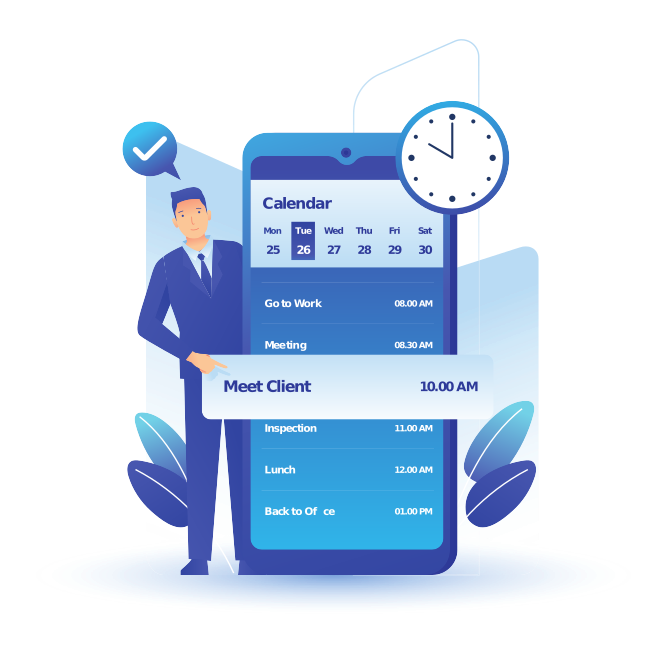 Calendar
Mon Tue Wed Thu Fri Sat
25 26 27 28 29 30
Go to Work 08.00 AM
Meeting 08.30 AM
Meet Client 10.00 AM
Inspection 11.00 AM
Lunch 12.00 AM
Back to Of ce 01.00 PM